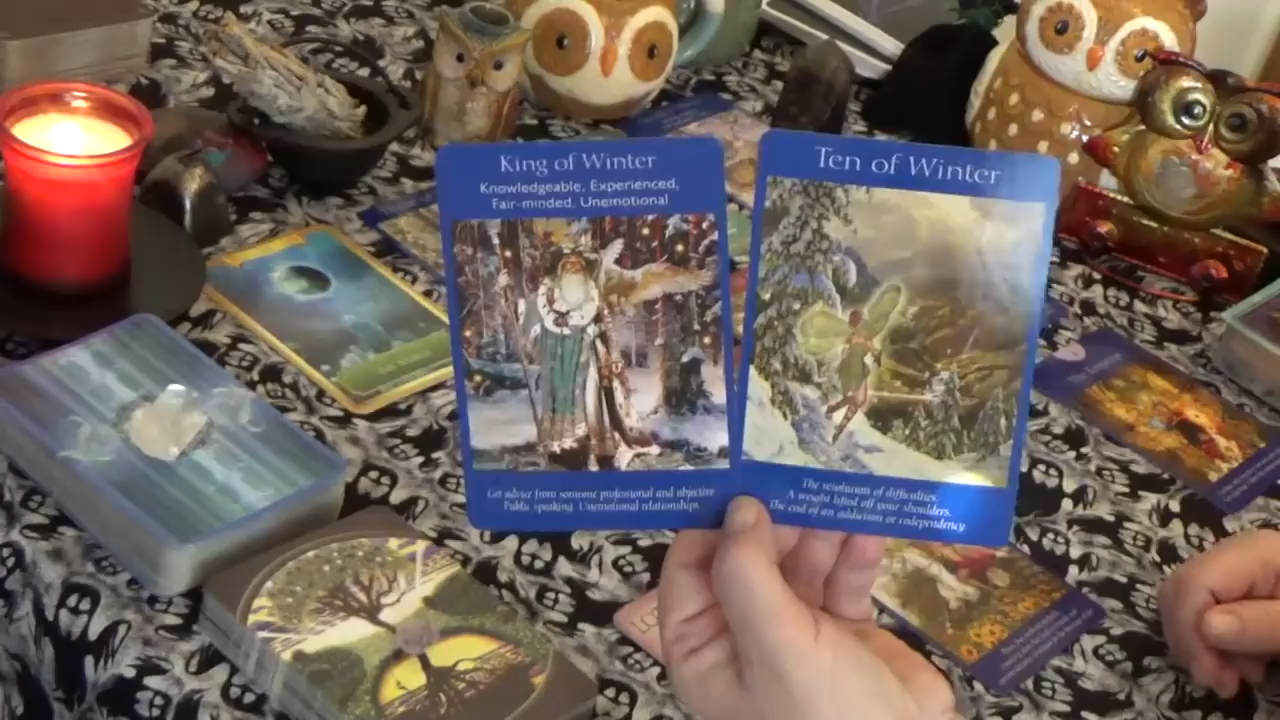 King of Winter
Knowledgeable, Experienced,
Fair-minded, Unemotional
Get advice from someone professional and objective
Public speaking. Unemotional relationships
Ten of Winter
The resolution of difficulties.
A weight lifted off your shoulders.
The end of an addiction or codependency